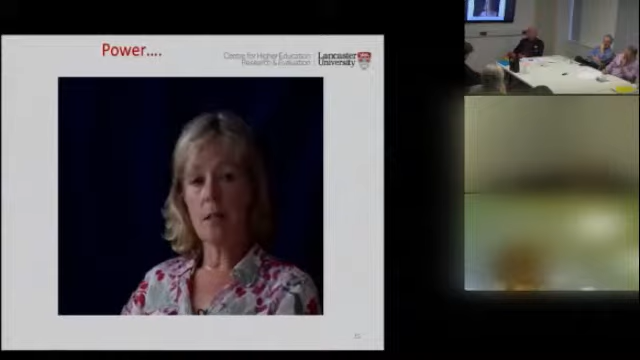 Power....
Centre for Higher Education
Research & Evaluation
Lancaster
University